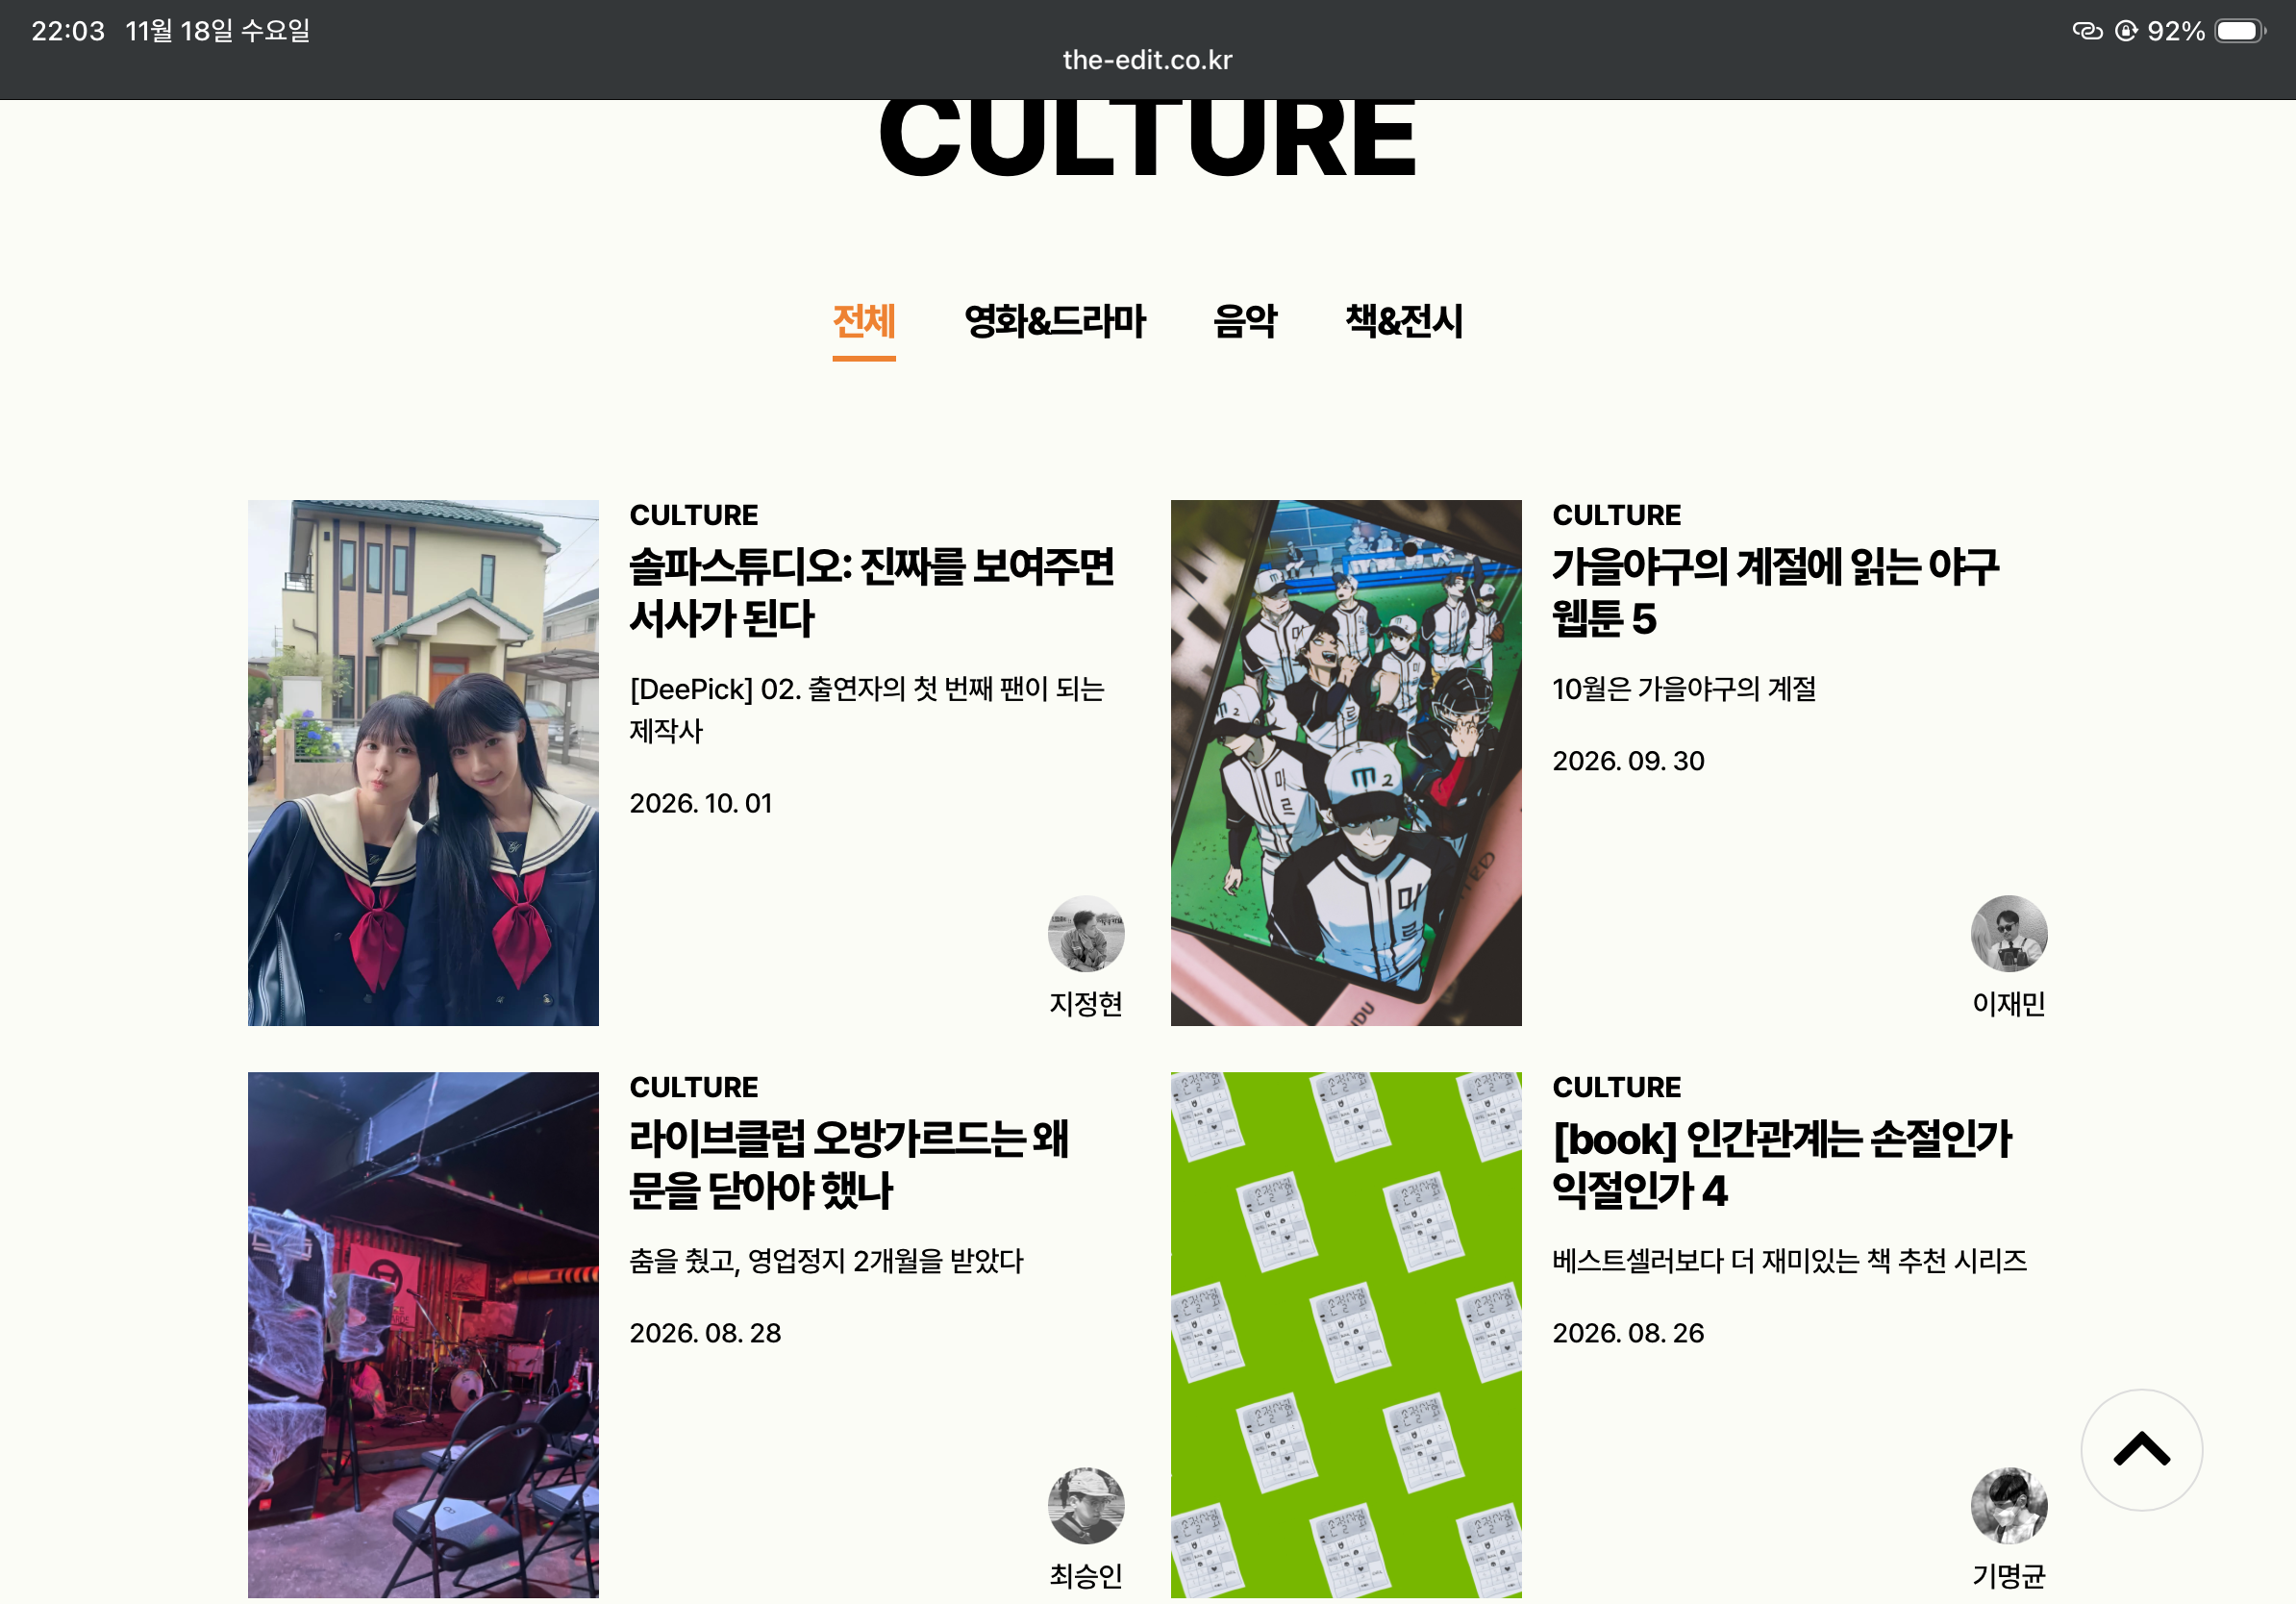 22:03 11월 18일 수요일
92%
the-edit.co.kr
CULTURE
전체 영화&드라마 음악 책&전시
CULTURE
솔파스튜디오: 진짜를 보여주면
서사가 된다
[DeePick] 02. 출연자의 첫 번째 팬이 되는
제작사
2026. 10. 01
지정현
CULTURE
가을야구의 계절에 읽는 야구
웹툰 5
10월은 가을야구의 계절
2026. 09. 30
이재민
미르
CULTURE
라이브클럽 오방가르드는 왜
문을 닫아야 했나
춤을 췄고, 영업정지 2개월을 받았다
2026. 08. 28
최승인
CULTURE
[book] 인간관계는 손절인가
익절인가 4
베스트셀러보다 더 재미있는 책 추천 시리즈
2026. 08. 26
기명균